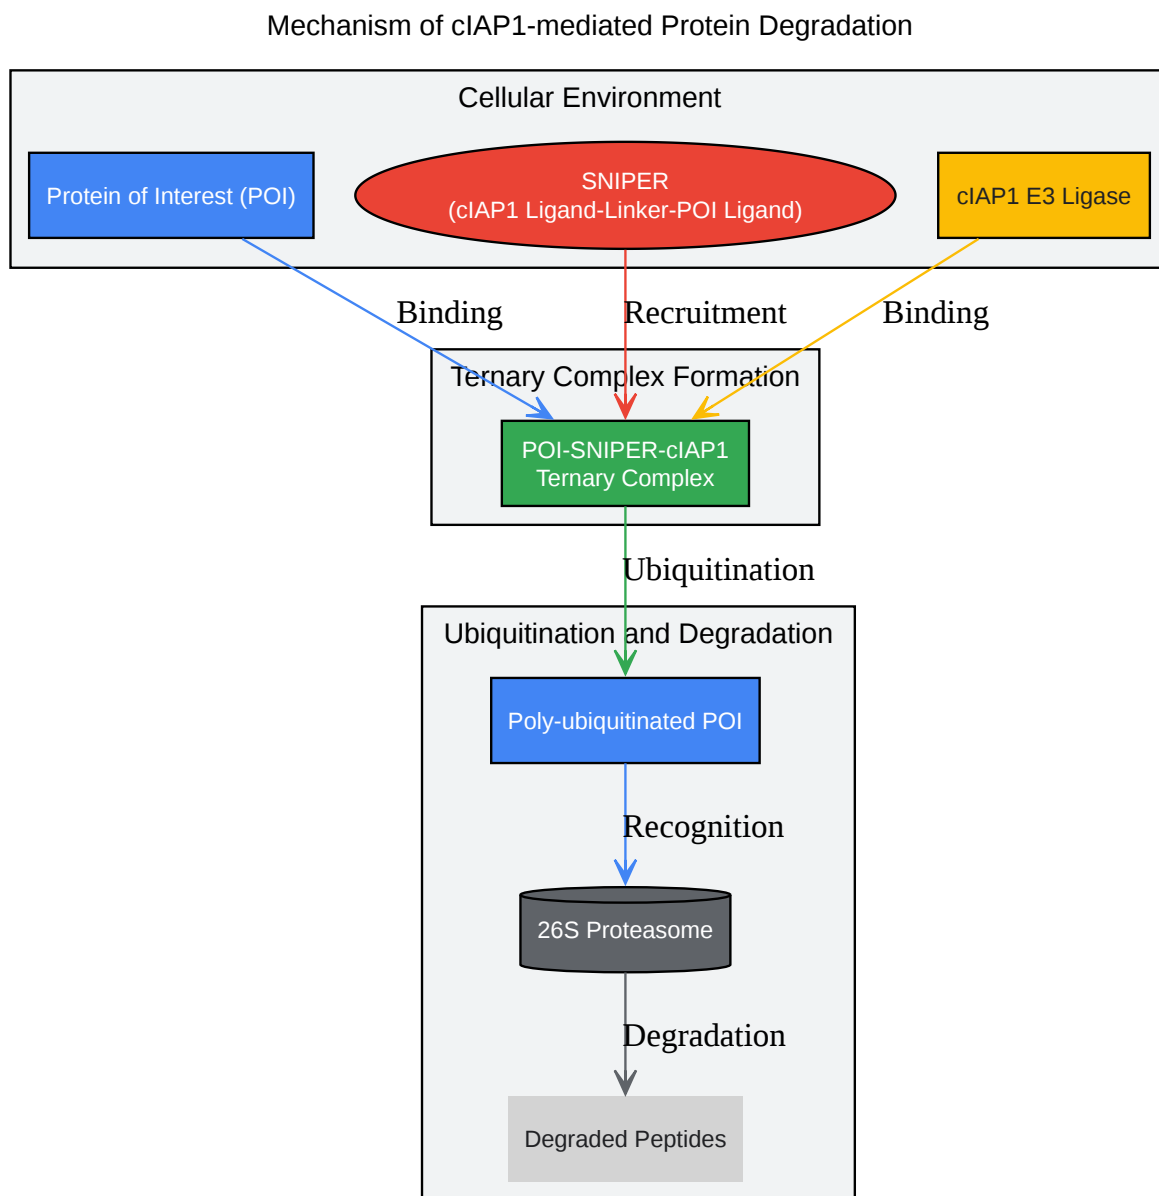 Mechanism of cIAP1-mediated Protein Degradation
Cellular Environment
Protein of Interest (POI)
SNIPER
(cIAP1 Ligand-Linker-POI Ligand)
cIAP1 E3 Ligase
Binding
Recruitment
Binding
Ternary Complex Formation
POI-SNIPER-cIAP1
Ternary Complex
Ubiquitination
Ubiquitination and Degradation
Poly-ubiquitinated POI
Recognition
26S Proteasome
Degradation
Degraded Peptides